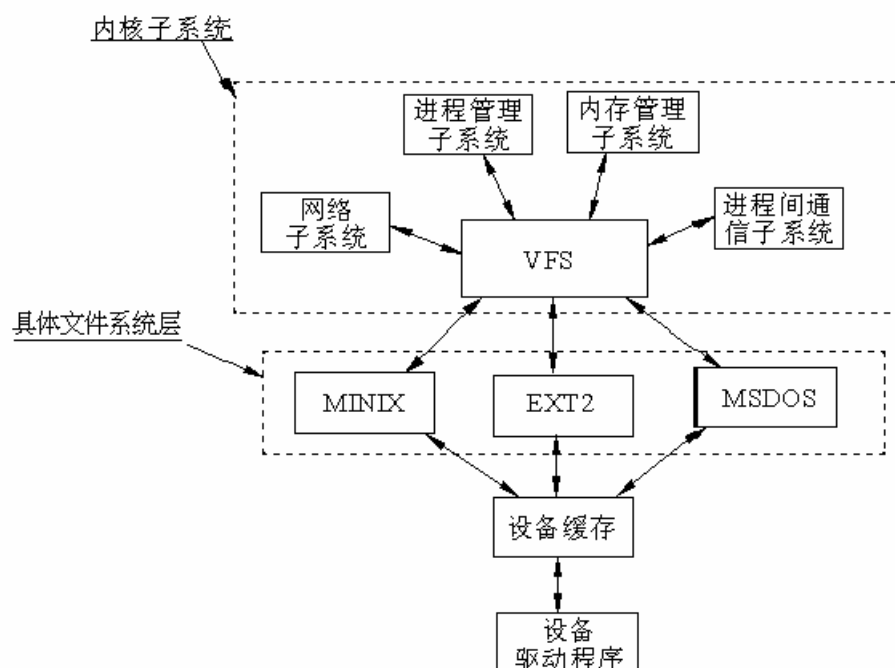 内核子系统
进程管理
子系统
内存管理
子系统
网络
子系统
进程间通
信子系统
VFS
具体文件系统层
MINIX
EXT2
MSDOS
设备缓存
设备
驱动程序